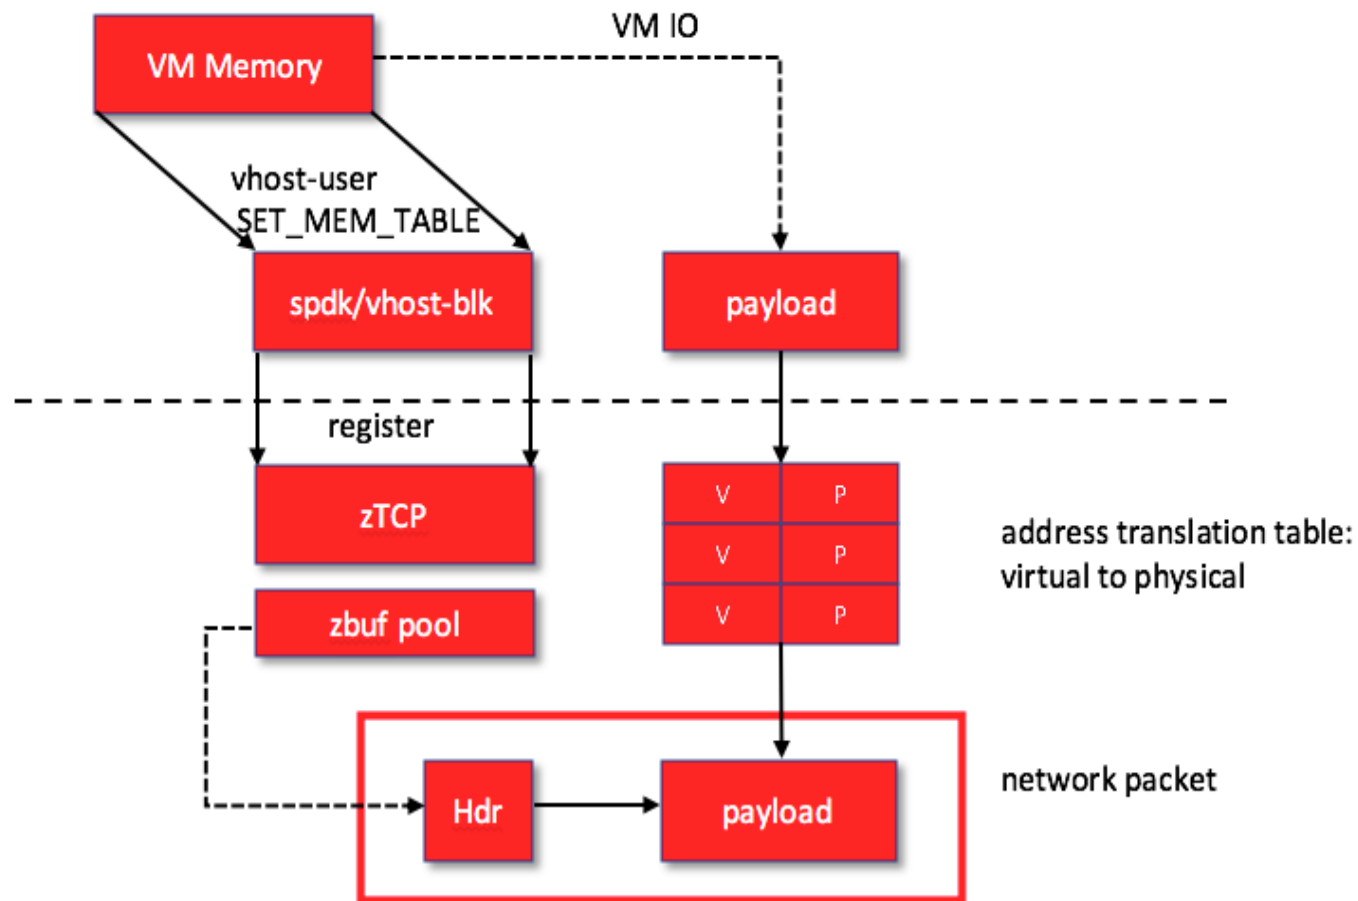 VM IO
VM Memory
vhost-user
SET_MEM_TABLE
spdk/vhost-blk
payload
register
zTCP
V P
V P
V P
address translation table:
virtual to physical
zbuf pool
network packet
Hdr
payload